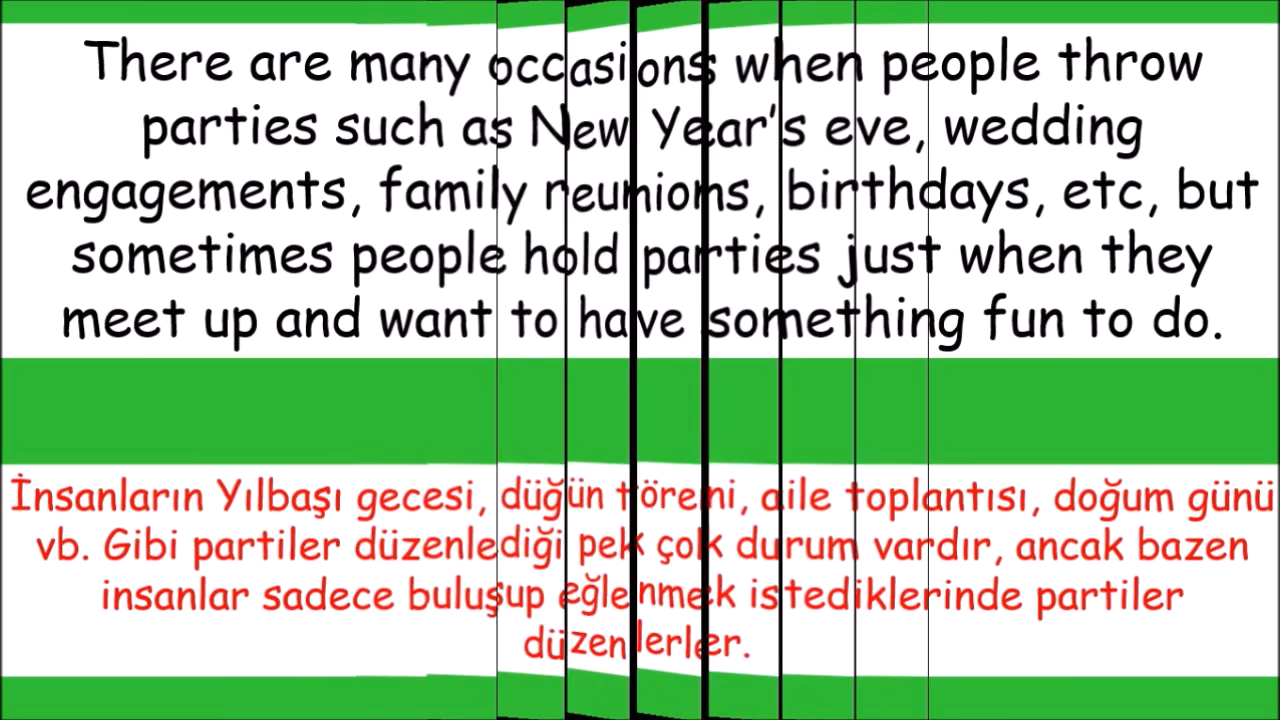 There are many occasions when people throw
parties such as New Year's eve, wedding
engagements, family reunions, birthdays, etc, but
sometimes people hold parties just when they
meet up and want to have something fun to do.
İnsanların Yılbaşı gecesi, düğün töreni, aile toplantısı, doğum günü
vb. Gibi partiler düzenlediği pek çok durum vardır, ancak bazen
insanlar sadece buluşup eğlenmek istediklerinde partiler
düzenlerler.